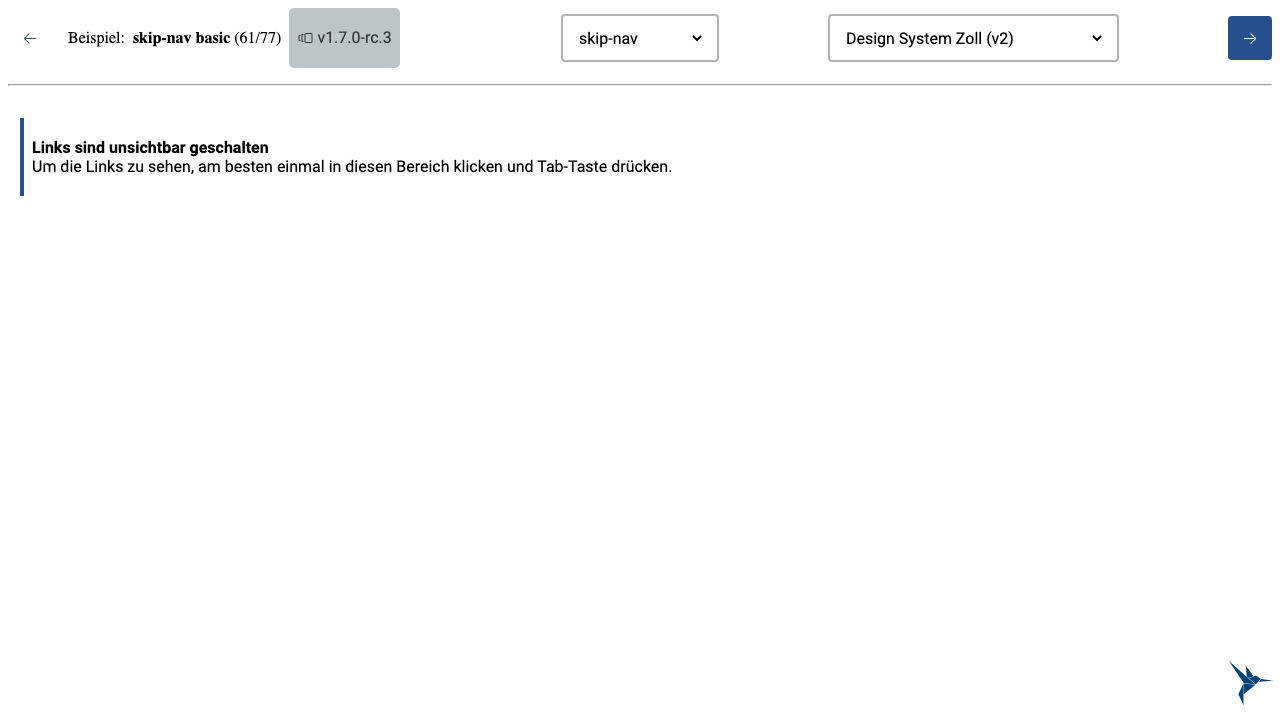 Beispiel: skip-nav basic (61/77) v1.7.0-rc.3 skip-nav Design System Zoll (v2)
Links sind unsichtbar geschalten
Um die Links zu sehen, am besten einmal in diesen Bereich klicken und Tab-Taste drücken.